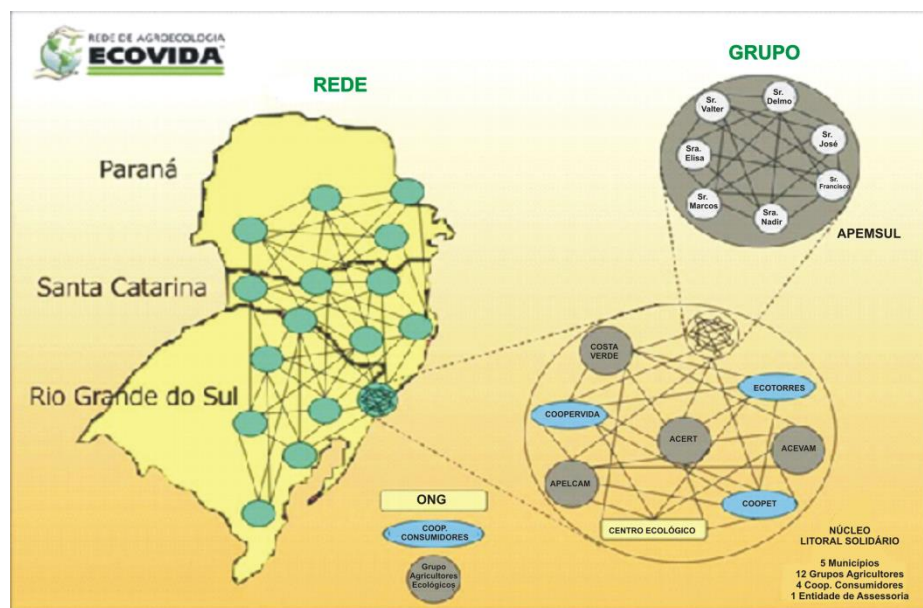 REDE DE AGROECOLOGIA
ECOVIDA
REDE
GRUPO
Paraná
Santa Catarina
Rio Grande do Sul
Sr.
Valter
Sr.
Delmo
Sr.
José
Sra.
Elisa
Sr.
Francisco
Sr.
Marcos
Sra.
Nadir
APEMSUL
COSTA
VERDE
ECOTORRES
COOPERVIDA
ACERT
ACEVAM
APELCAM
COOPET
CENTRO ECOLÓGICO
ONG
COOP.
CONSUMIDORES
Grupo
Agricultores
Ecológicos
NÚCLEO
LITORAL SOLIDÁRIO
5 Municípios
12 Grupos Agricultores
4 Coop. Consumidores
1 Entidade de Assessoria